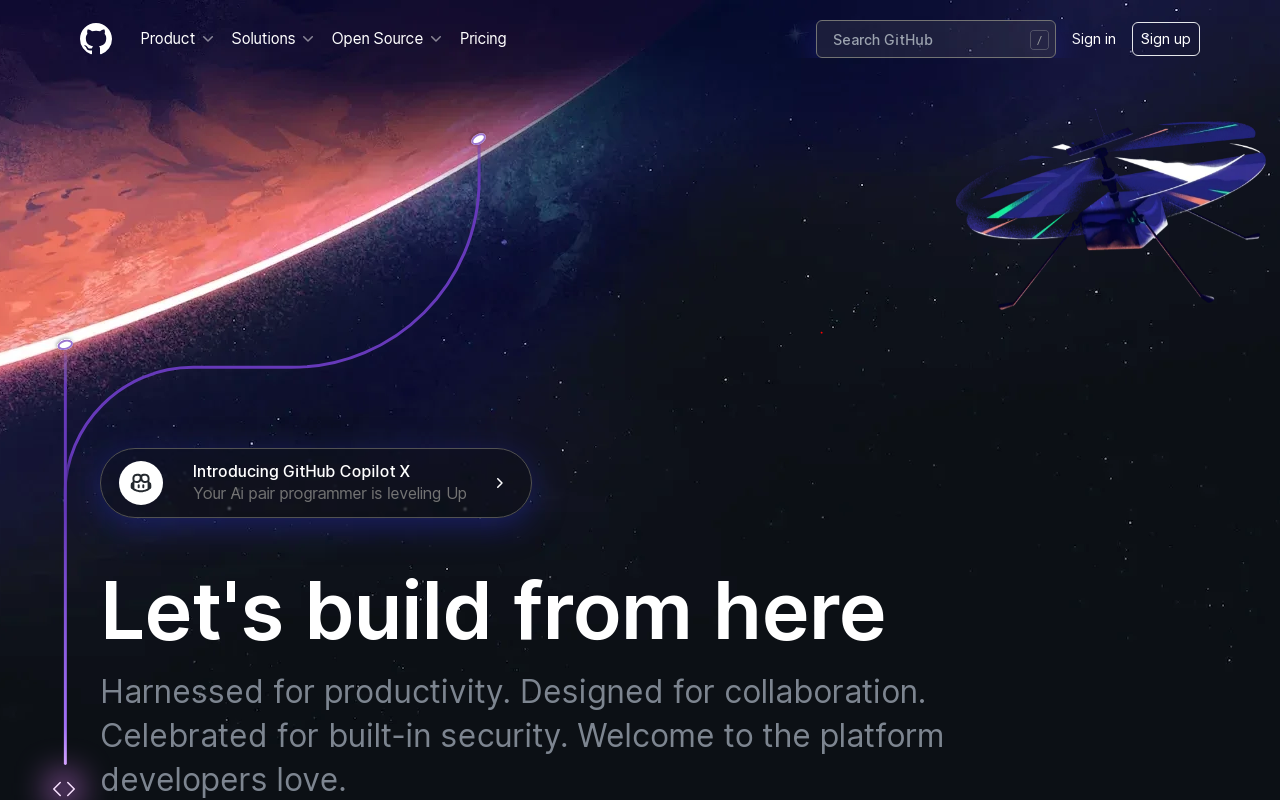 Product
Solutions
Open Source
Pricing
Search GitHub
/
Sign in
Sign up
Introducing GitHub Copilot X
Your Ai pair programmer is leveling Up
Let's build from here
Harnessed for productivity. Designed for collaboration.
Celebrated for built-in security. Welcome to the platform
developers love.